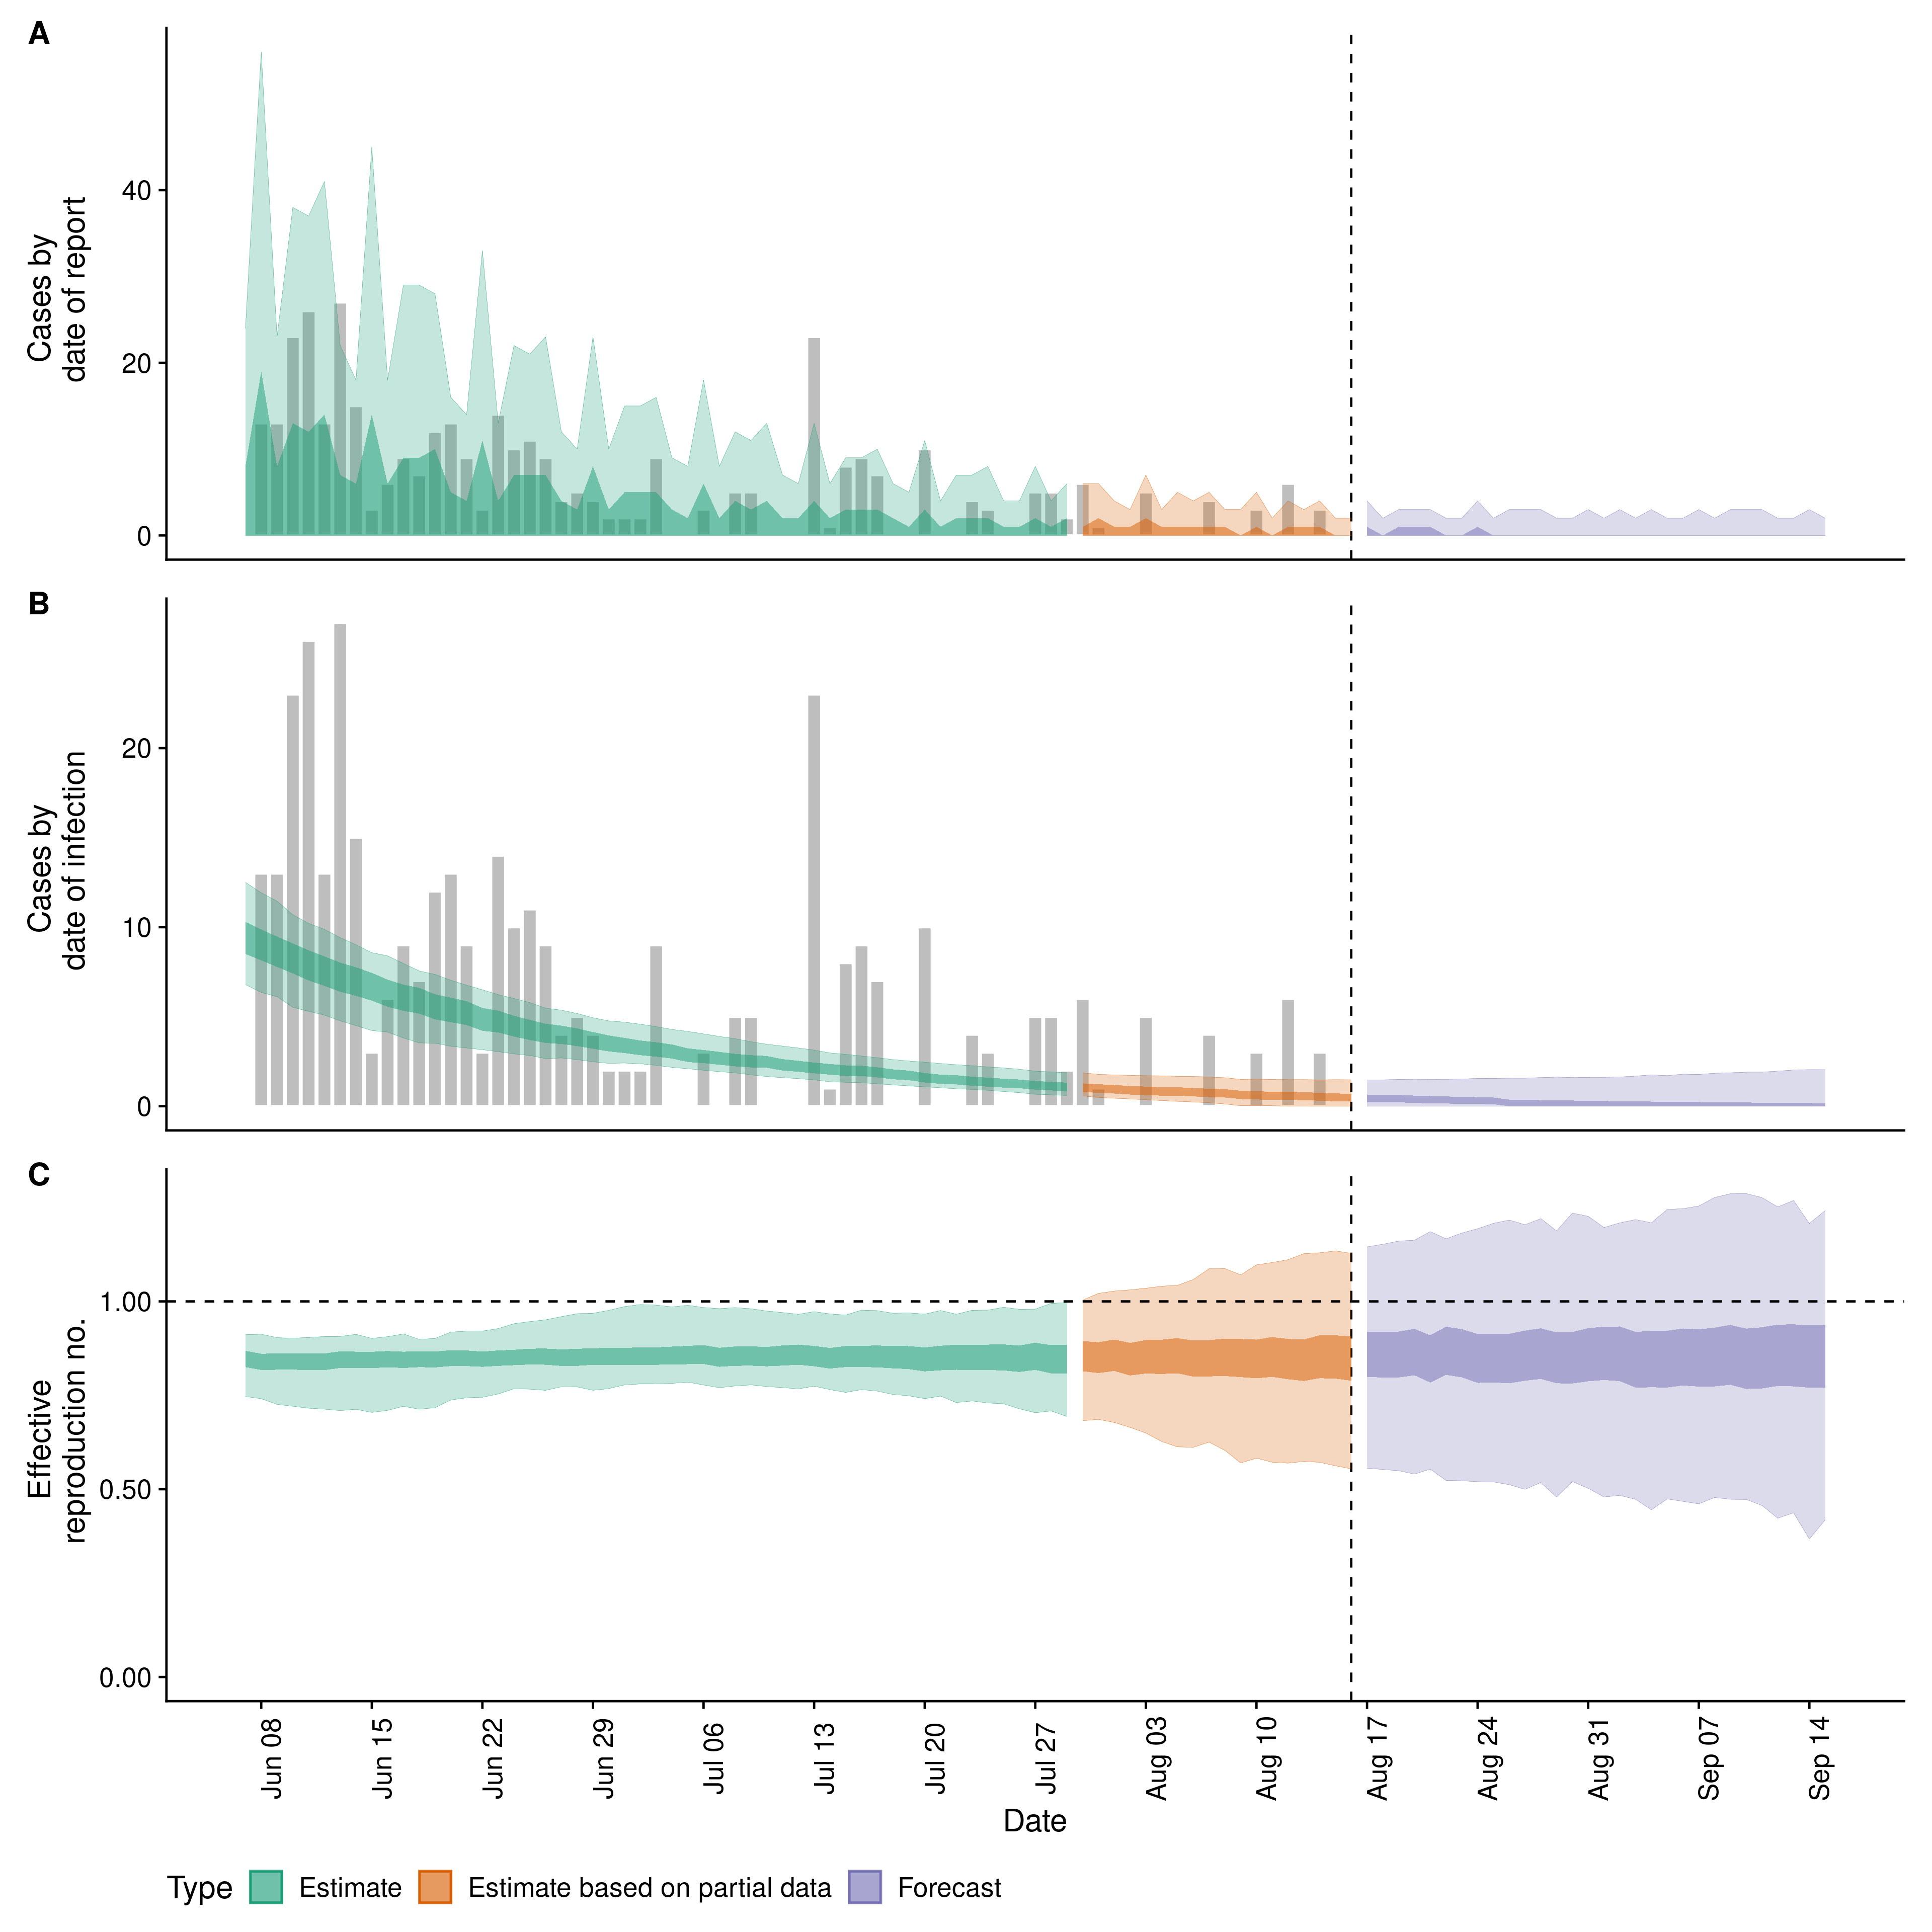 A
Cases by
date of report
40
20
0
B
Cases by
date of infection
20
10
0
C
Effective
reproduction no.
1.00
0.50
0.00
Jun 08
Jun 15
Jun 22
Jun 29
Jul 06
Jul 13
Jul 20
Jul 27
Aug 03
Aug 10
Aug 17
Aug 24
Aug 31
Sep 07
Sep 14
Date
Type Estimate Estimate based on partial data Forecast